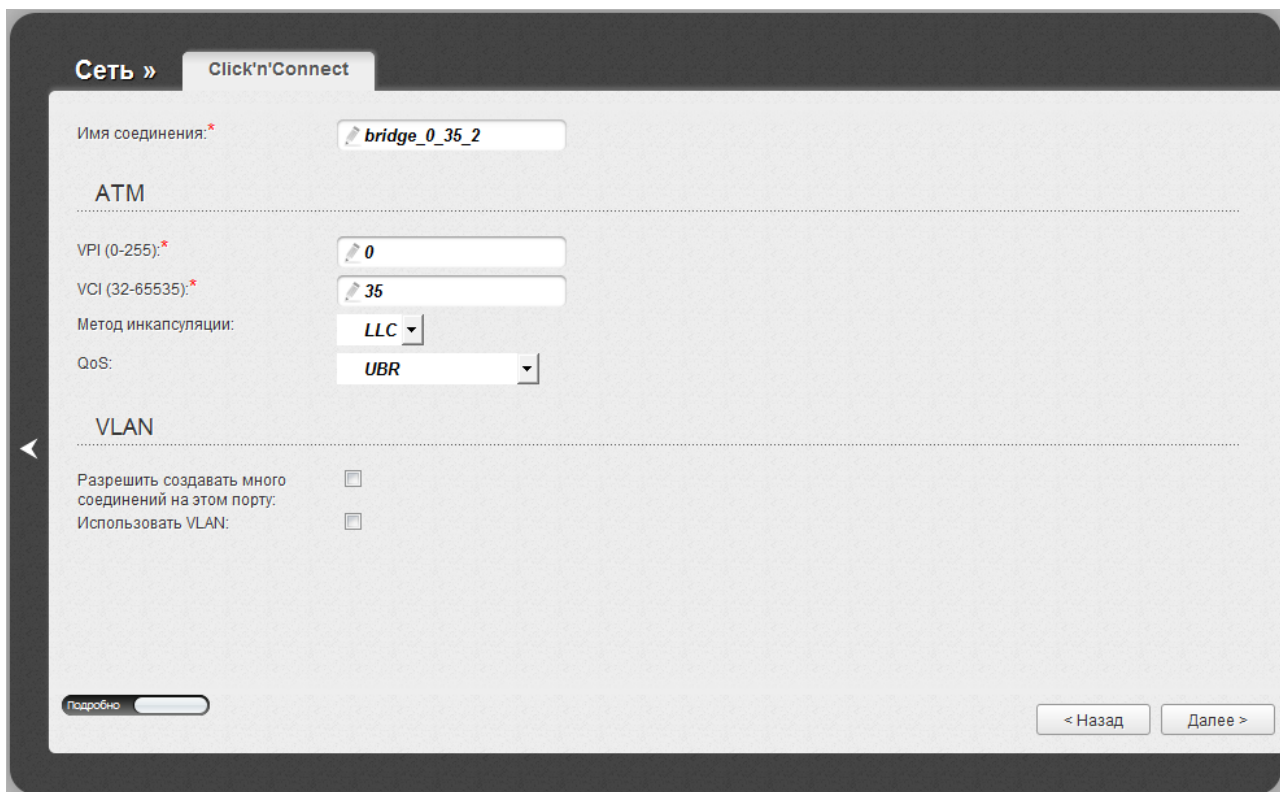 Сеть »
Click'n'Connect
Имя соединения:*
bridge_0_35_2
ATM
VPI (0-255):*
0
VCI (32-65535):*
35
Метод инкапсуляции:
LLC
QoS:
UBR
VLAN
Разрешить создавать много
соединений на этом порту:
Использовать VLAN:
Подробно
< Назад
Далее >